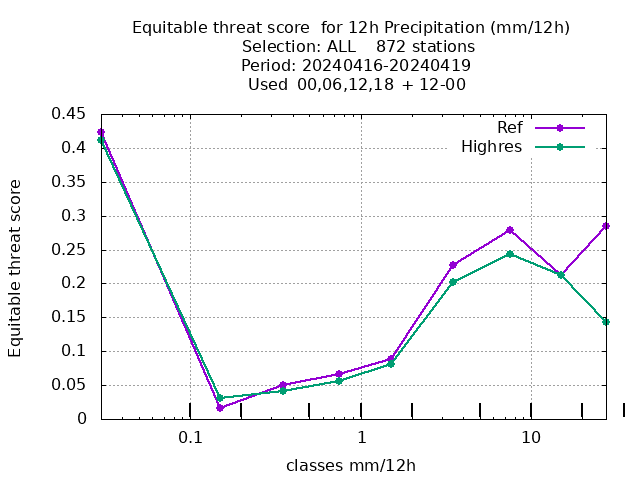 Equitable threat score  for 12h Precipitation (mm/12h)
Selection: ALL    872 stations
Period: 20240416-20240419
Used  00,06,12,18  + 12-00
Ref
Highres
Equitable threat score
0.45
0.4
0.35
0.3
0.25
0.2
0.15
0.1
0.05
0
0.1
1
10
classes mm/12h